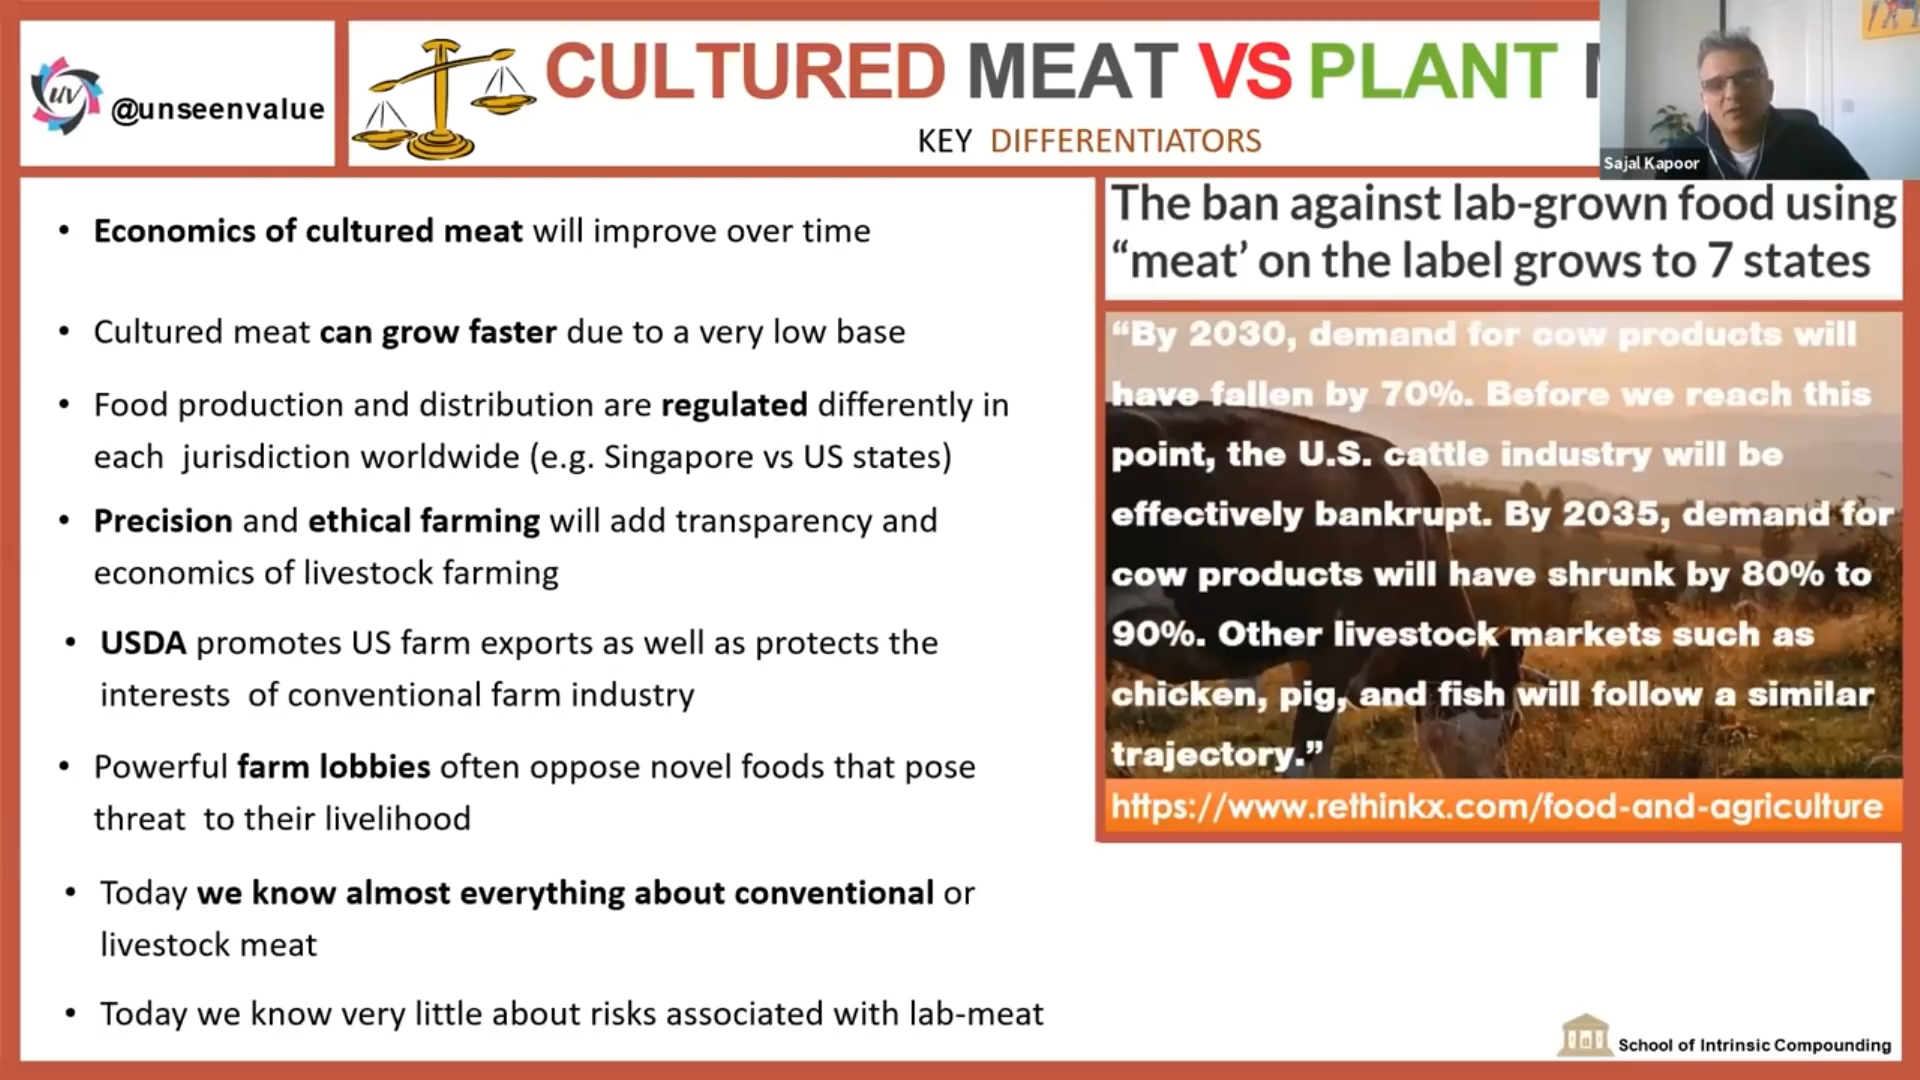 uv
@unseenvalue
CULTURED MEAT VS PLANT
KEY DIFFERENTIATORS
Sajal Kapoor
• Economics of cultured meat will improve over time
• Cultured meat can grow faster due to a very low base
• Food production and distribution are regulated differently in
each jurisdiction worldwide (e.g. Singapore vs US states)
• Precision and ethical farming will add transparency and
economics of livestock farming
• USDA promotes US farm exports as well as protects the
interests of conventional farm industry
• Powerful farm lobbies often oppose novel foods that pose
threat to their livelihood
• Today we know almost everything about conventional or
livestock meat
• Today we know very little about risks associated with lab-meat
The ban against lab-grown food using
“meat’ on the label grows to 7 states
“By 2030, demand for cow products will
have fallen by 70%. Before we reach this
point, the U.S. cattle industry will be
effectively bankrupt. By 2035, demand for
cow products will have shrunk by 80% to
90%. Other livestock markets such as
chicken, pig, and fish will follow a similar
trajectory.”
https://www.rethinkx.com/food-and-agriculture
School of Intrinsic Compounding